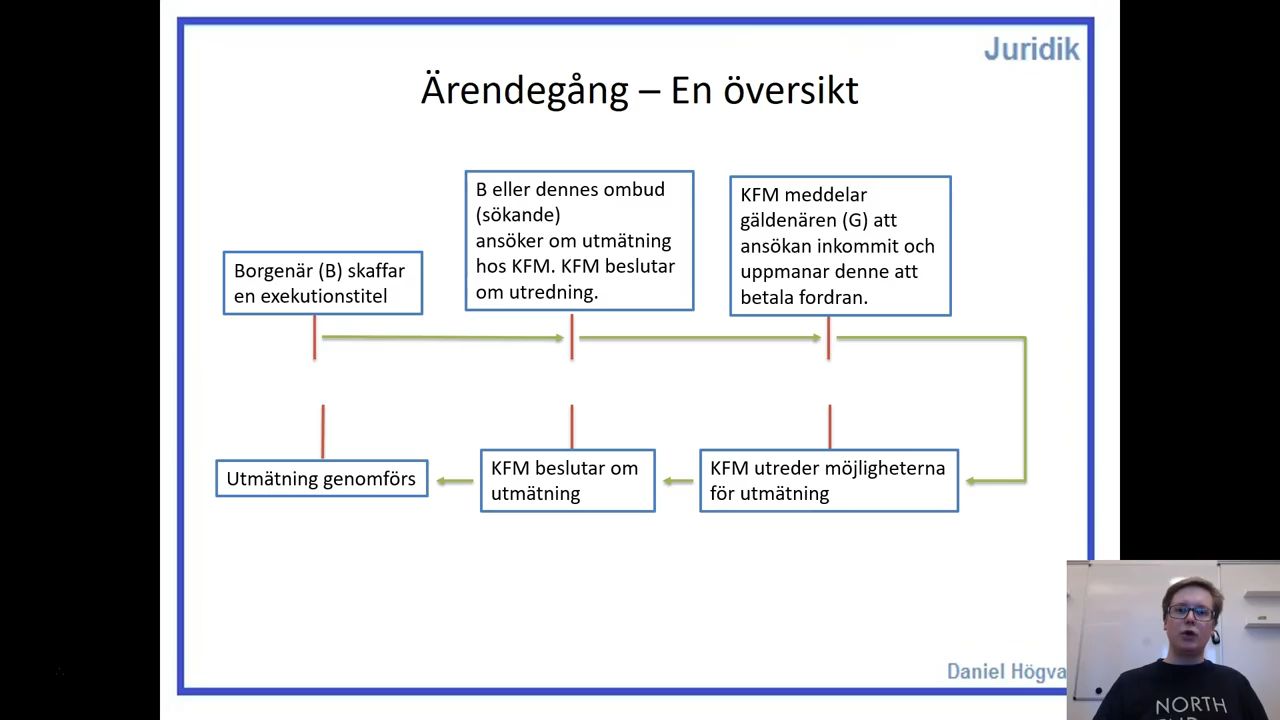 Juridik
Ärendegång – En översikt
Borgenär (B) skaffar
en exekutionstitel
B eller dennes ombud
(sökande)
ansöker om utmätning
hos KFM. KFM beslutar
om utredning.
KFM meddelar
gäldenären (G) att
ansökan inkommit och
uppmanar denne att
betala fordran.
Utmätning genomförs
KFM beslutar om
utmätning
KFM utreder möjligheterna
för utmätning
Daniel
NORTH